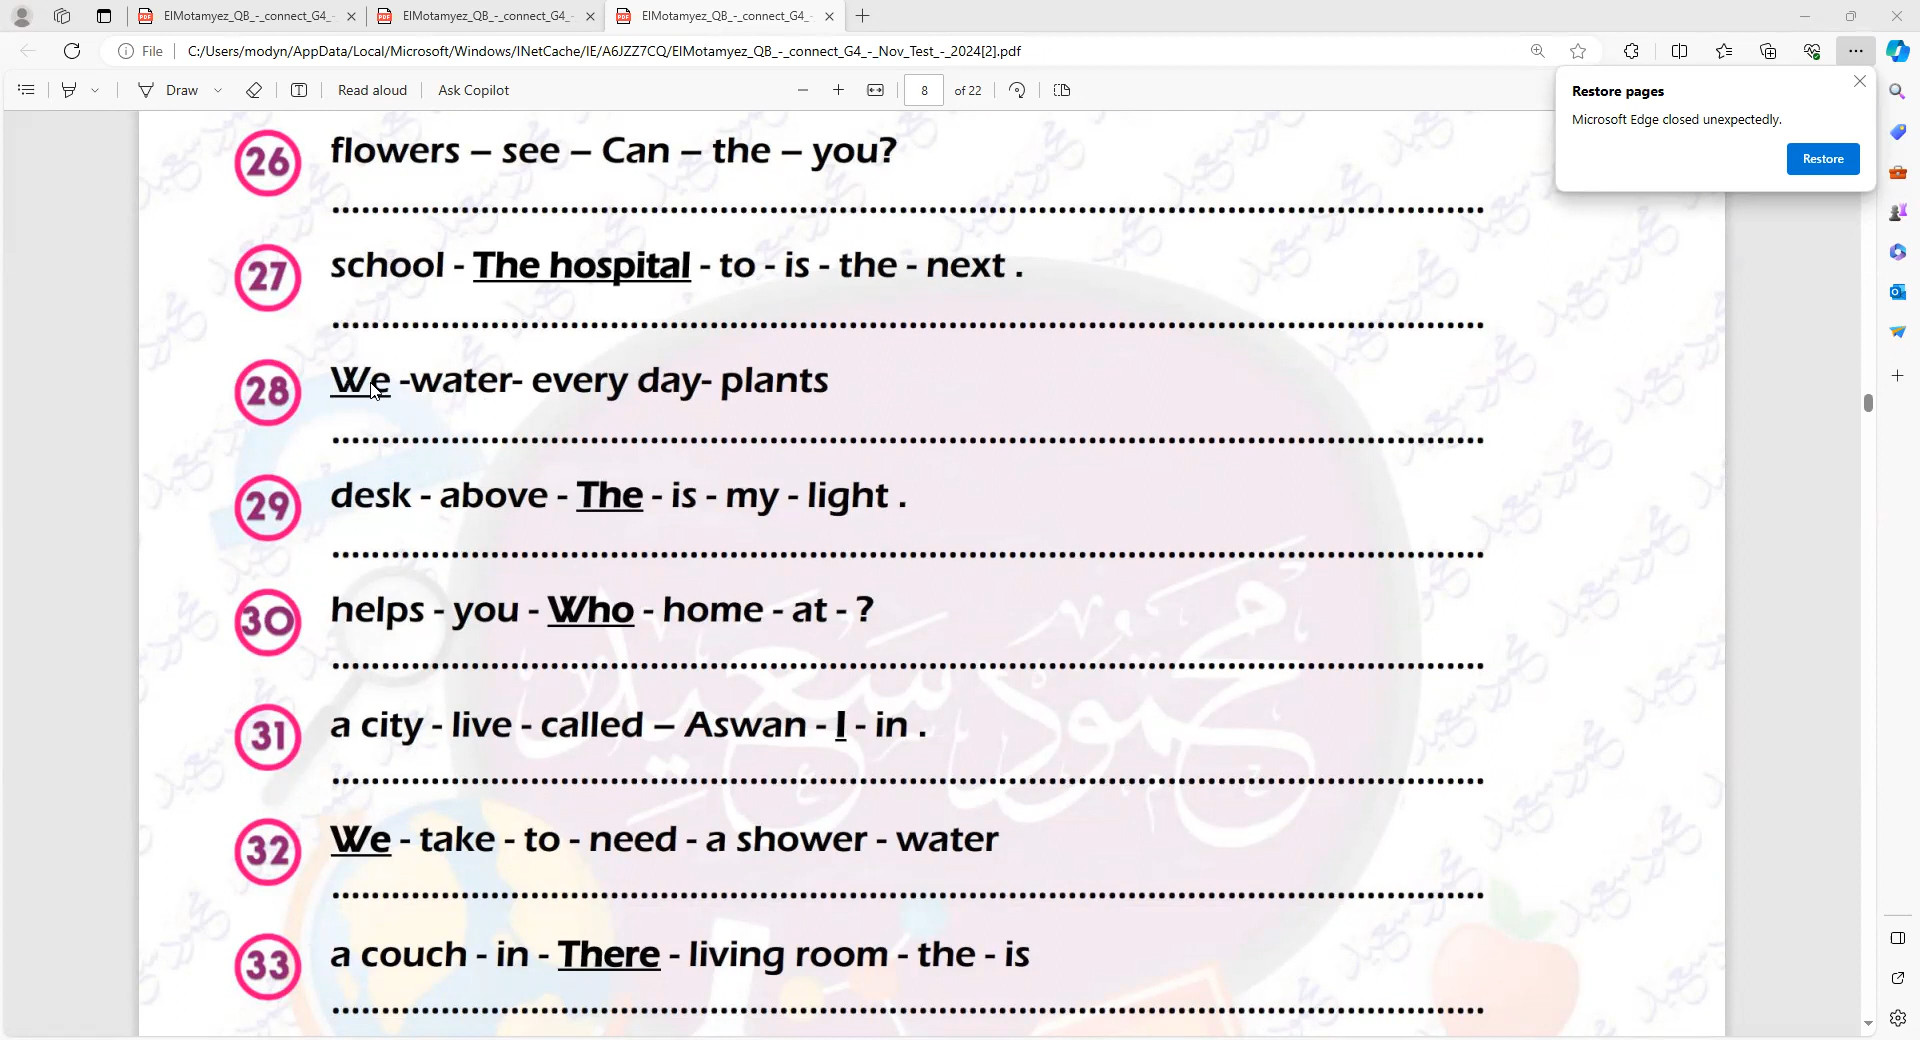 ElMotamyez_QB_-_connect_G4_-
ElMotamyez_QB_-_connect_G4_-
ElMotamyez_QB_-_connect_G4_-
File
C:/Users/modyn/AppData/Local/Microsoft/Windows/INetCache/IE/A6JZZ7CQ/ElMotamyez_QB_-_connect_G4_-_Nov_Test_-_2024[2].pdf
Draw
Read aloud
Ask Copilot
8 of 22
Restore pages
Microsoft Edge closed unexpectedly.
Restore
26 flowers – see – Can – the – you?
27 school - The hospital - to - is - the - next .
28 We -water- every day- plants
29 desk - above - The - is - my - light .
30 helps - you - Who - home - at - ?
31 a city - live - called – Aswan - I - in .
32 We - take - to - need - a shower - water
33 a couch - in - There - living room - the - is
محمود سعيد